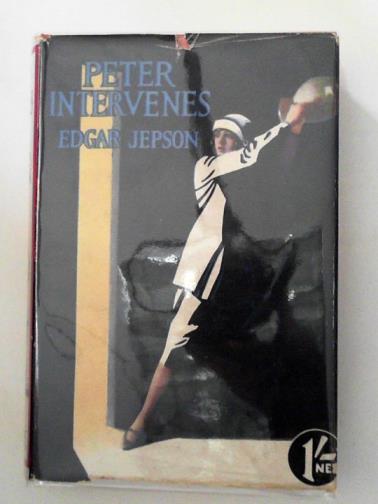 PETER
INTERVENES
EDGAR JEPSON
1/-
NET